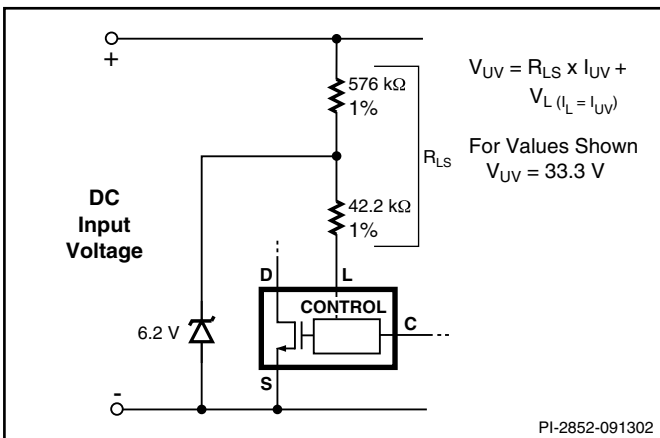 +
576 kΩ
1%
V_UV = R_LS x I_UV +
V_L (I_L = I_UV)
For Values Shown
V_UV = 33.3 V
R_LS
DC
Input
Voltage
42.2 kΩ
1%
D
L
CONTROL
C
6.2 V
S
-
PI-2852-091302